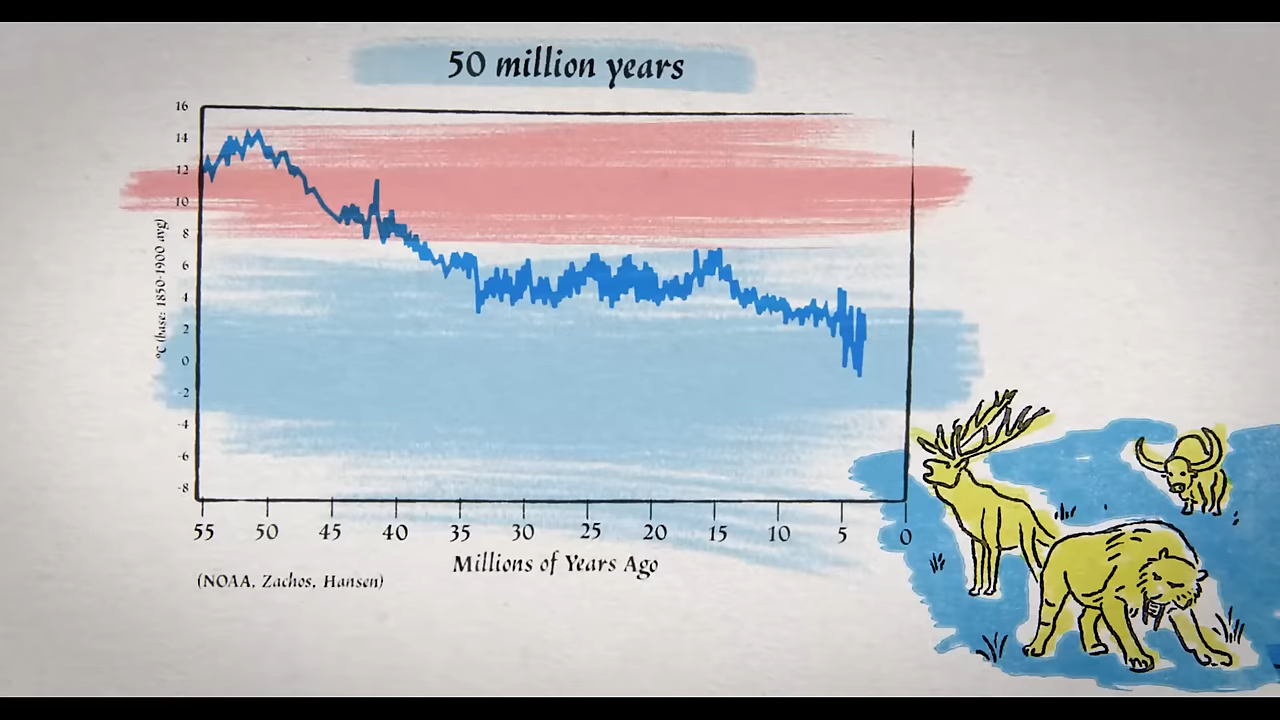 50 million years
16
14
12
10
8
6
4
2
0
-2
-4
-6
-8
°C (base: 1850-1900 avg)
55 50 45 40 35 30 25 20 15 10 5 0
Millions of Years Ago
(NOAA, Zachos, Hansen)